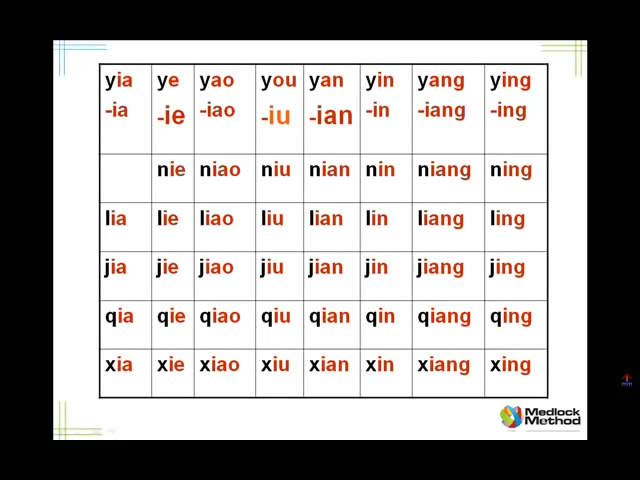 yia ye yao you yan yin yang ying
-ia -ie -iao -iu -ian -in -iang -ing
nie niao niu nian nin niang ning
lia lie liao liu lian lin liang ling
jia jie jiao jiu jian jin jiang jing
qia qie qiao qiu qian qin qiang qing
xia xie xiao xiu xian xin xiang xing
Medlock
Method